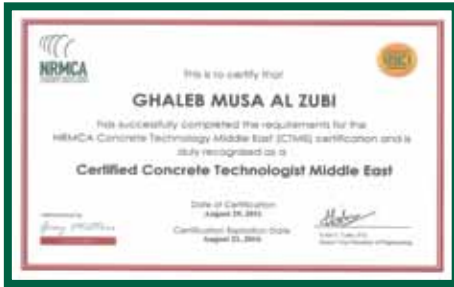 NRMCA
This is to certify that
GHALEB MUSA AL ZUBI
has successfully completed the requirements for the
NRMCA Concrete Technology Middle East (CTME) certification and is
duly recognized as a
Certified Concrete Technologist Middle East
Date of Certification
Certification Expiration Date